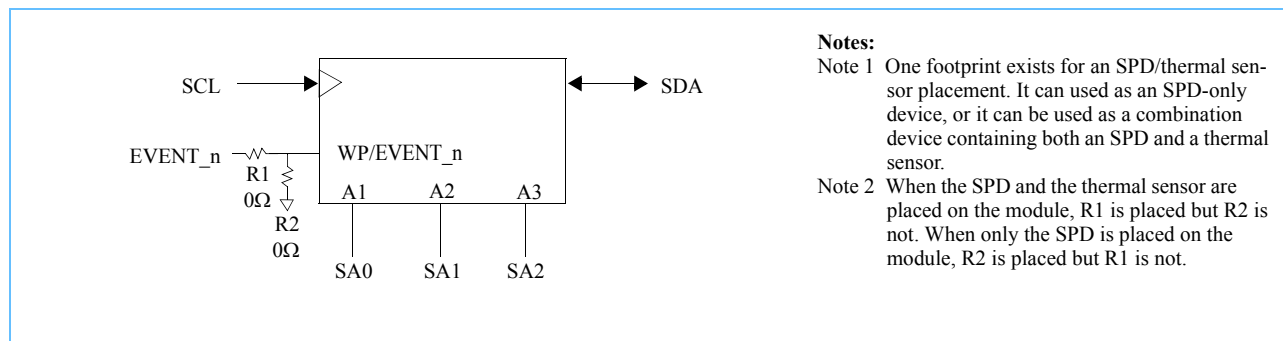 SCL
SDA
EVENT_n
WP/EVENT_n
R1
0Ω
R2
0Ω
A1 A2 A3
SA0 SA1 SA2
Notes:
Note 1 One footprint exists for an SPD/thermal sen-
sor placement. It can used as an SPD-only
device, or it can be used as a combination
device containing both an SPD and a thermal
sensor.
Note 2 When the SPD and the thermal sensor are
placed on the module, R1 is placed but R2 is
not. When only the SPD is placed on the
module, R2 is placed but R1 is not.